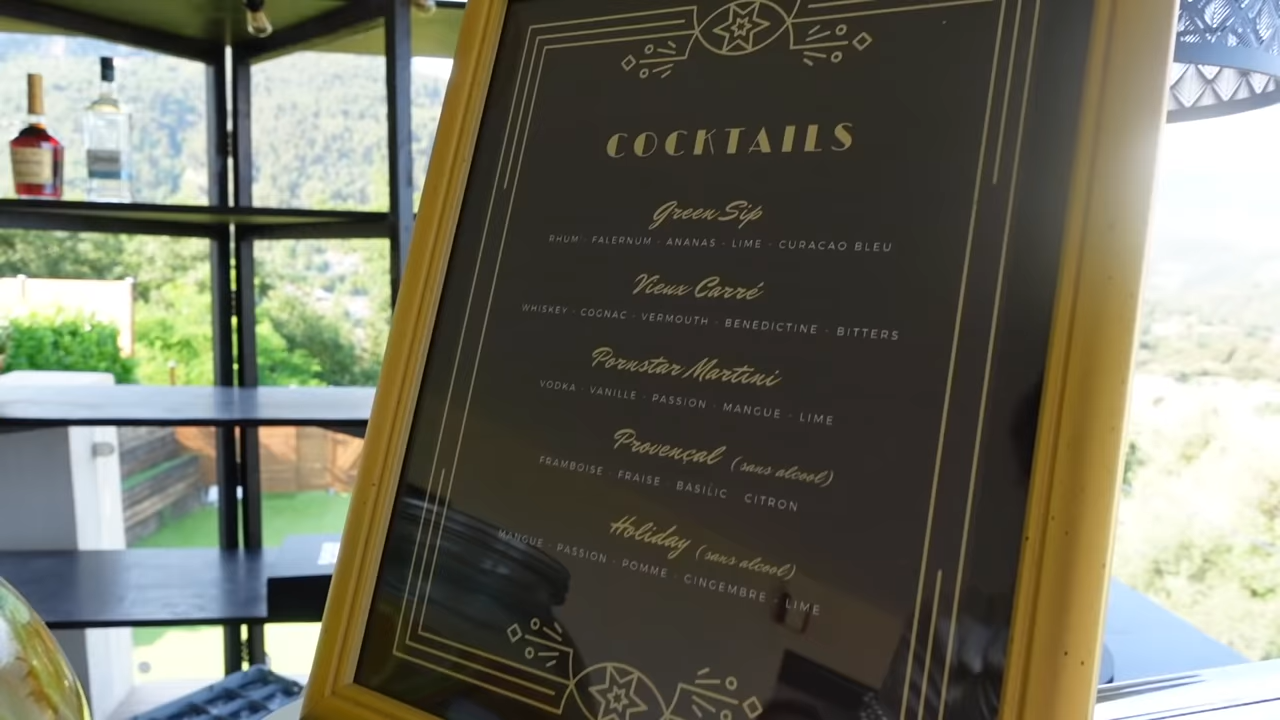 COCKTAILS
Green Sip
RHUM · FALERNUM · ANANAS · LIME · CURACAO BLEU
Vieux Carré
WHISKEY · COGNAC · VERMOUTH · BENEDICTINE · BITTERS
Pornstar Martini
VODKA · VANILLE · PASSION · MANGUE · LIME
Provençal (sans alcool)
FRAMBOISE · FRAISE · BASILIC · CITRON
Holiday (sans alcool)
MANGUE · PASSION · POMME · GINGEMBRE · LIME